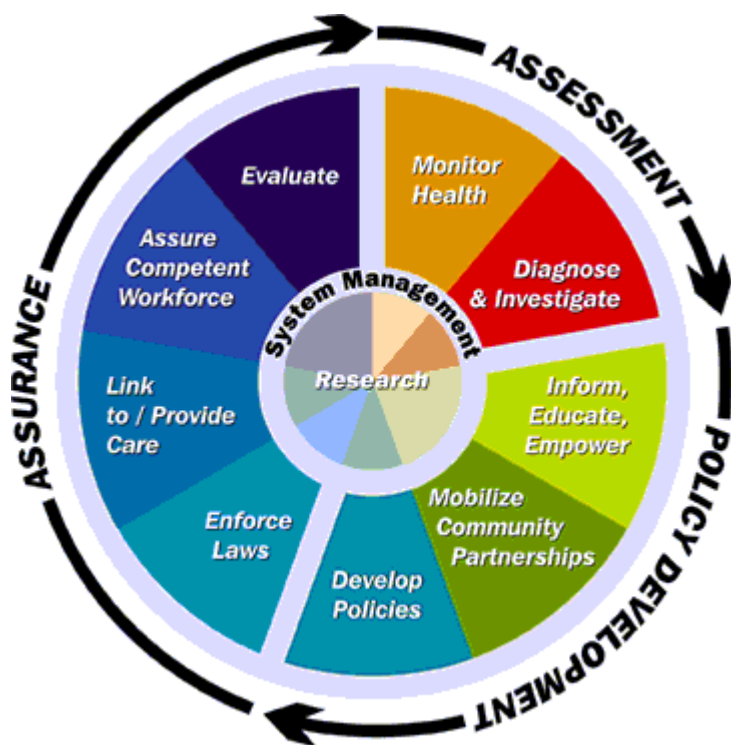 ASSESSMENT
POLICY DEVELOPMENT
ASSURANCE
Monitor
Health
Diagnose
& Investigate
Inform,
Educate,
Empower
Mobilize
Community
Partnerships
Develop
Policies
Enforce
Laws
Link
to / Provide
Care
Assure
Competent
Workforce
Evaluate
System Management
Research